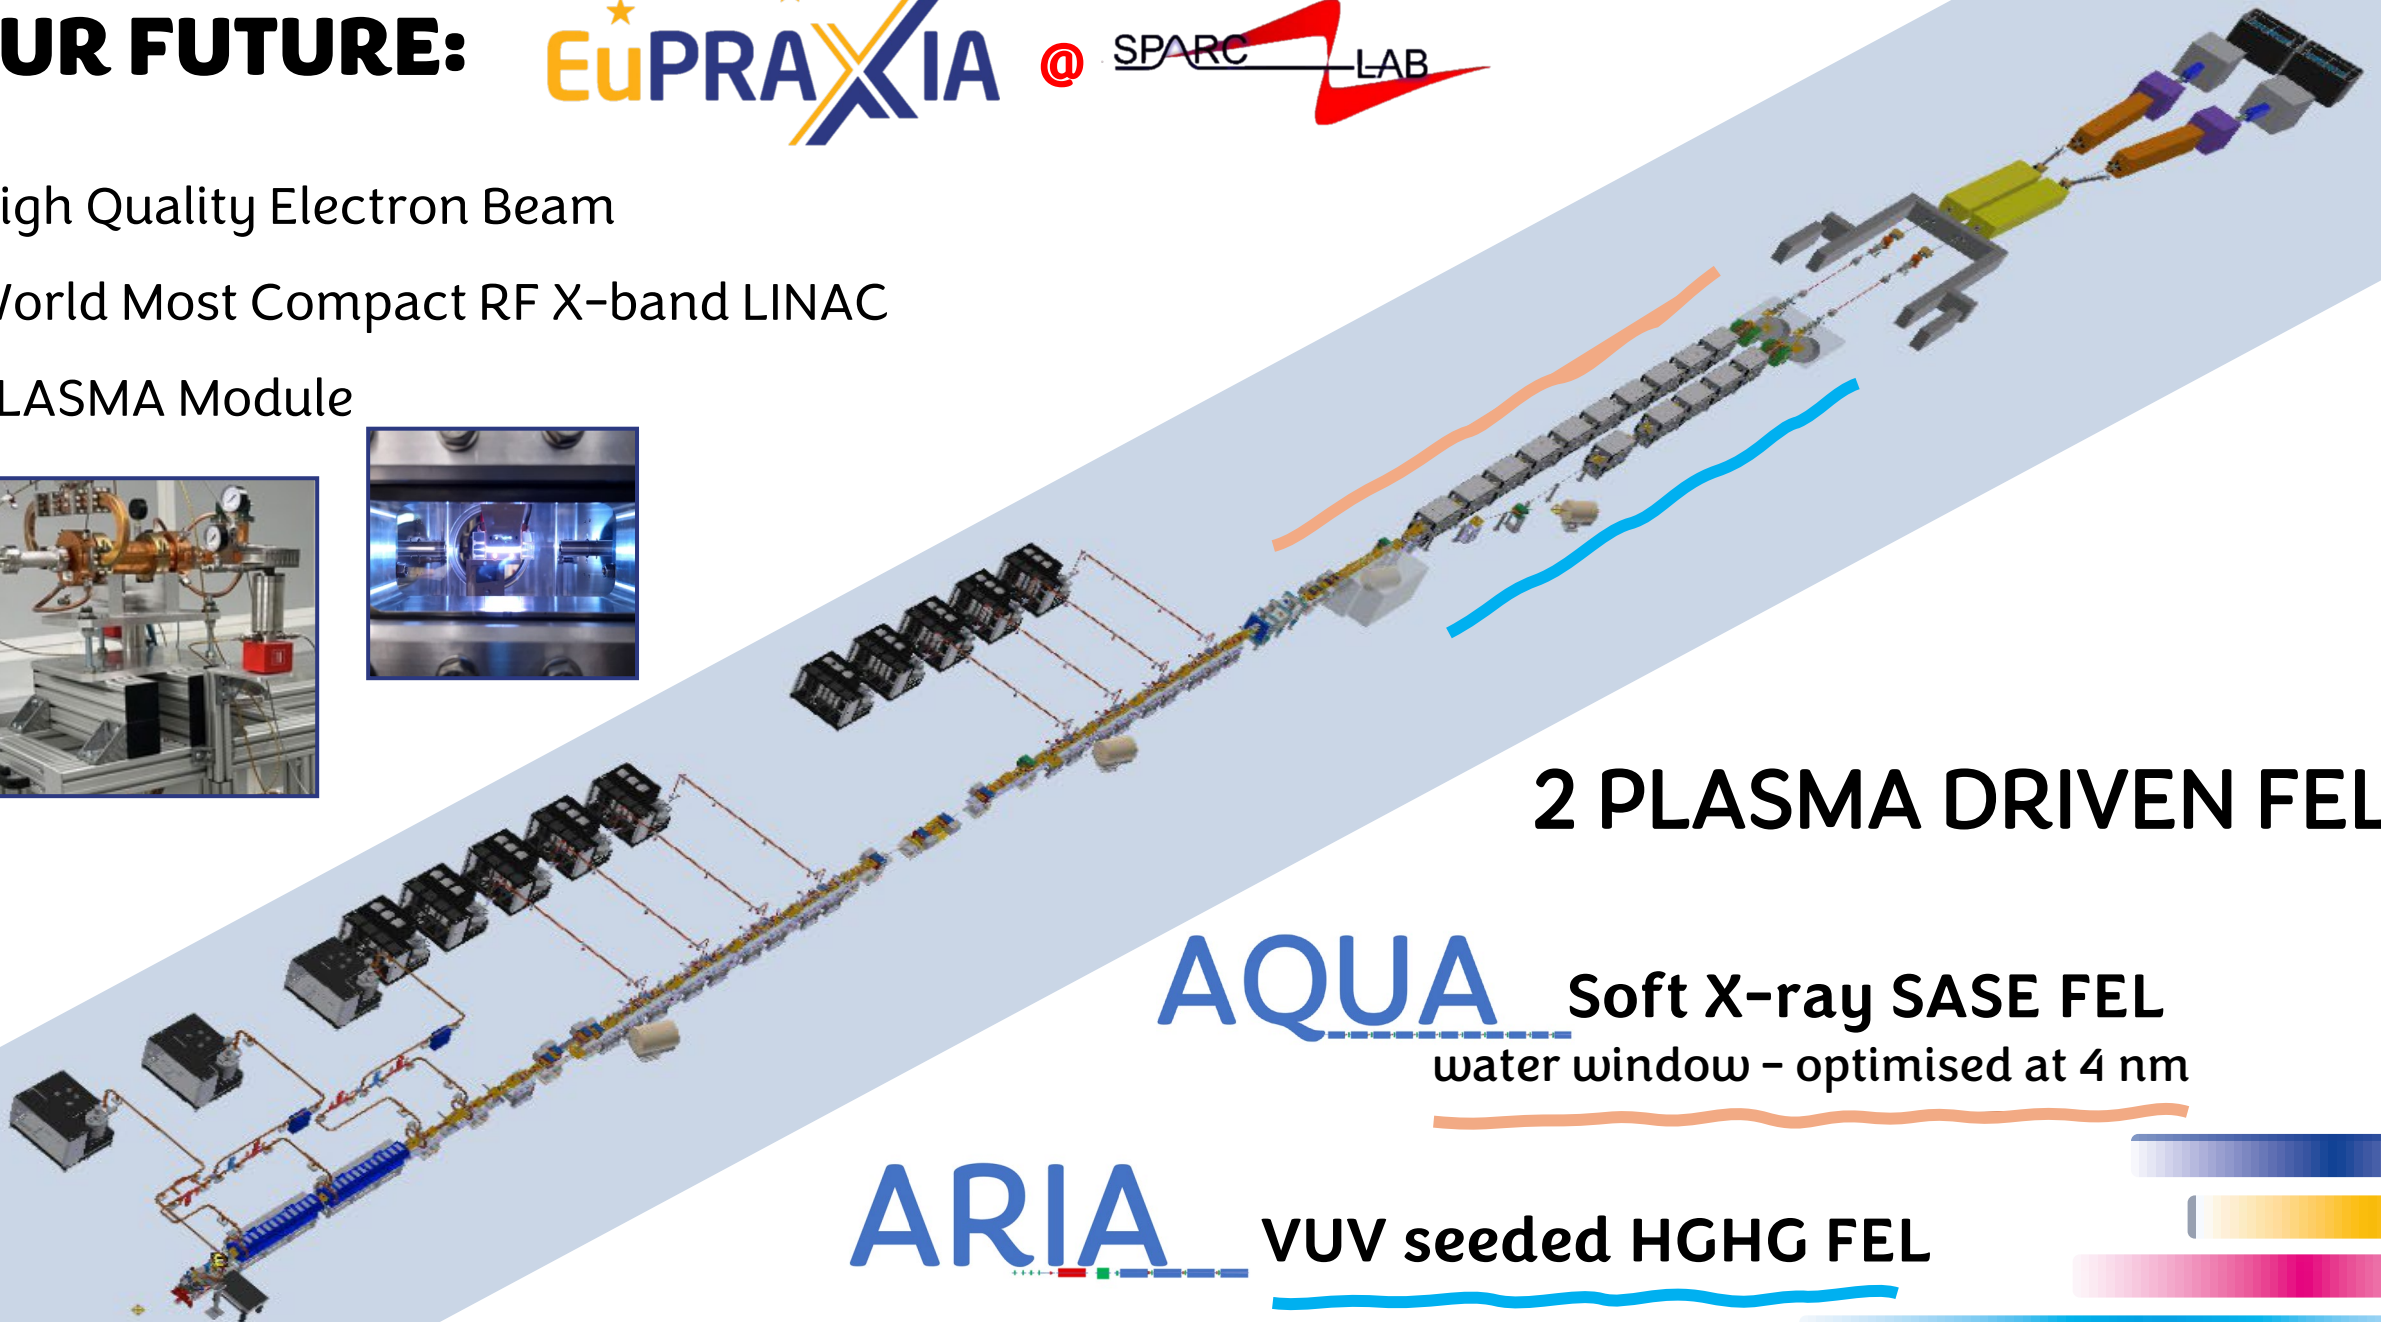 UR FUTURE:
EuPRAXIA @ SPARC LAB
igh Quality Electron Beam
World Most Compact RF X-band LINAC
LASMA Module
2 PLASMA DRIVEN FEL
AQUA Soft X-ray SASE FEL
water window - optimised at 4 nm
ARIA VUV seeded HGHG FEL